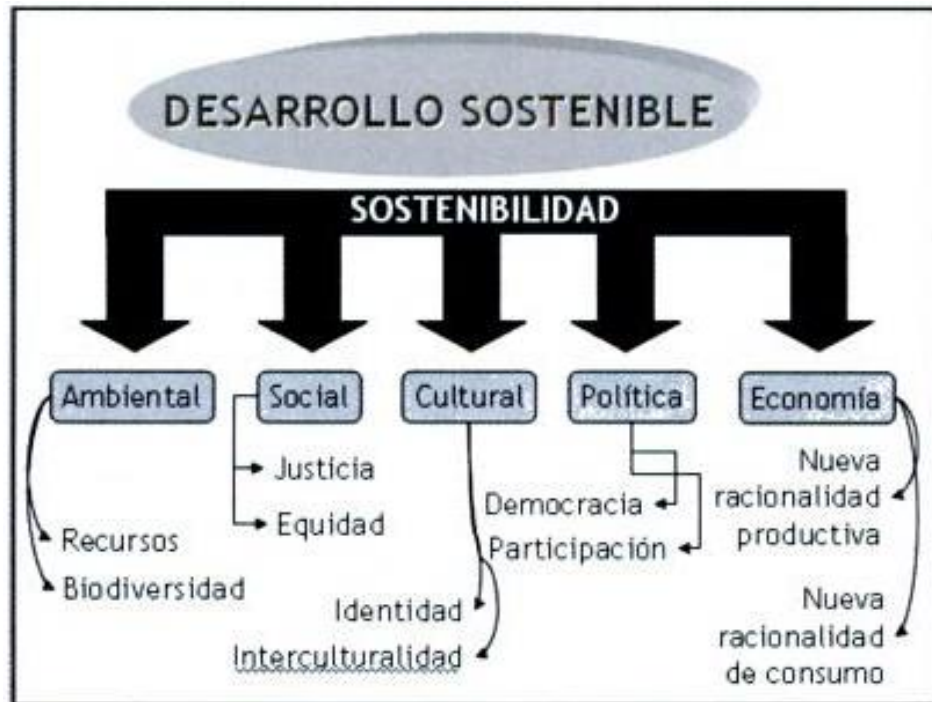 DESARROLLO SOSTENIBLE
SOSTENIBILIDAD
Ambiental
Social
Cultural
Política
Economía
Recursos
Biodiversidad
Justicia
Equidad
Identidad
Interculturalidad
Democracia
Participación
Nueva
racionalidad
productiva
Nueva
racionalidad
de consumo